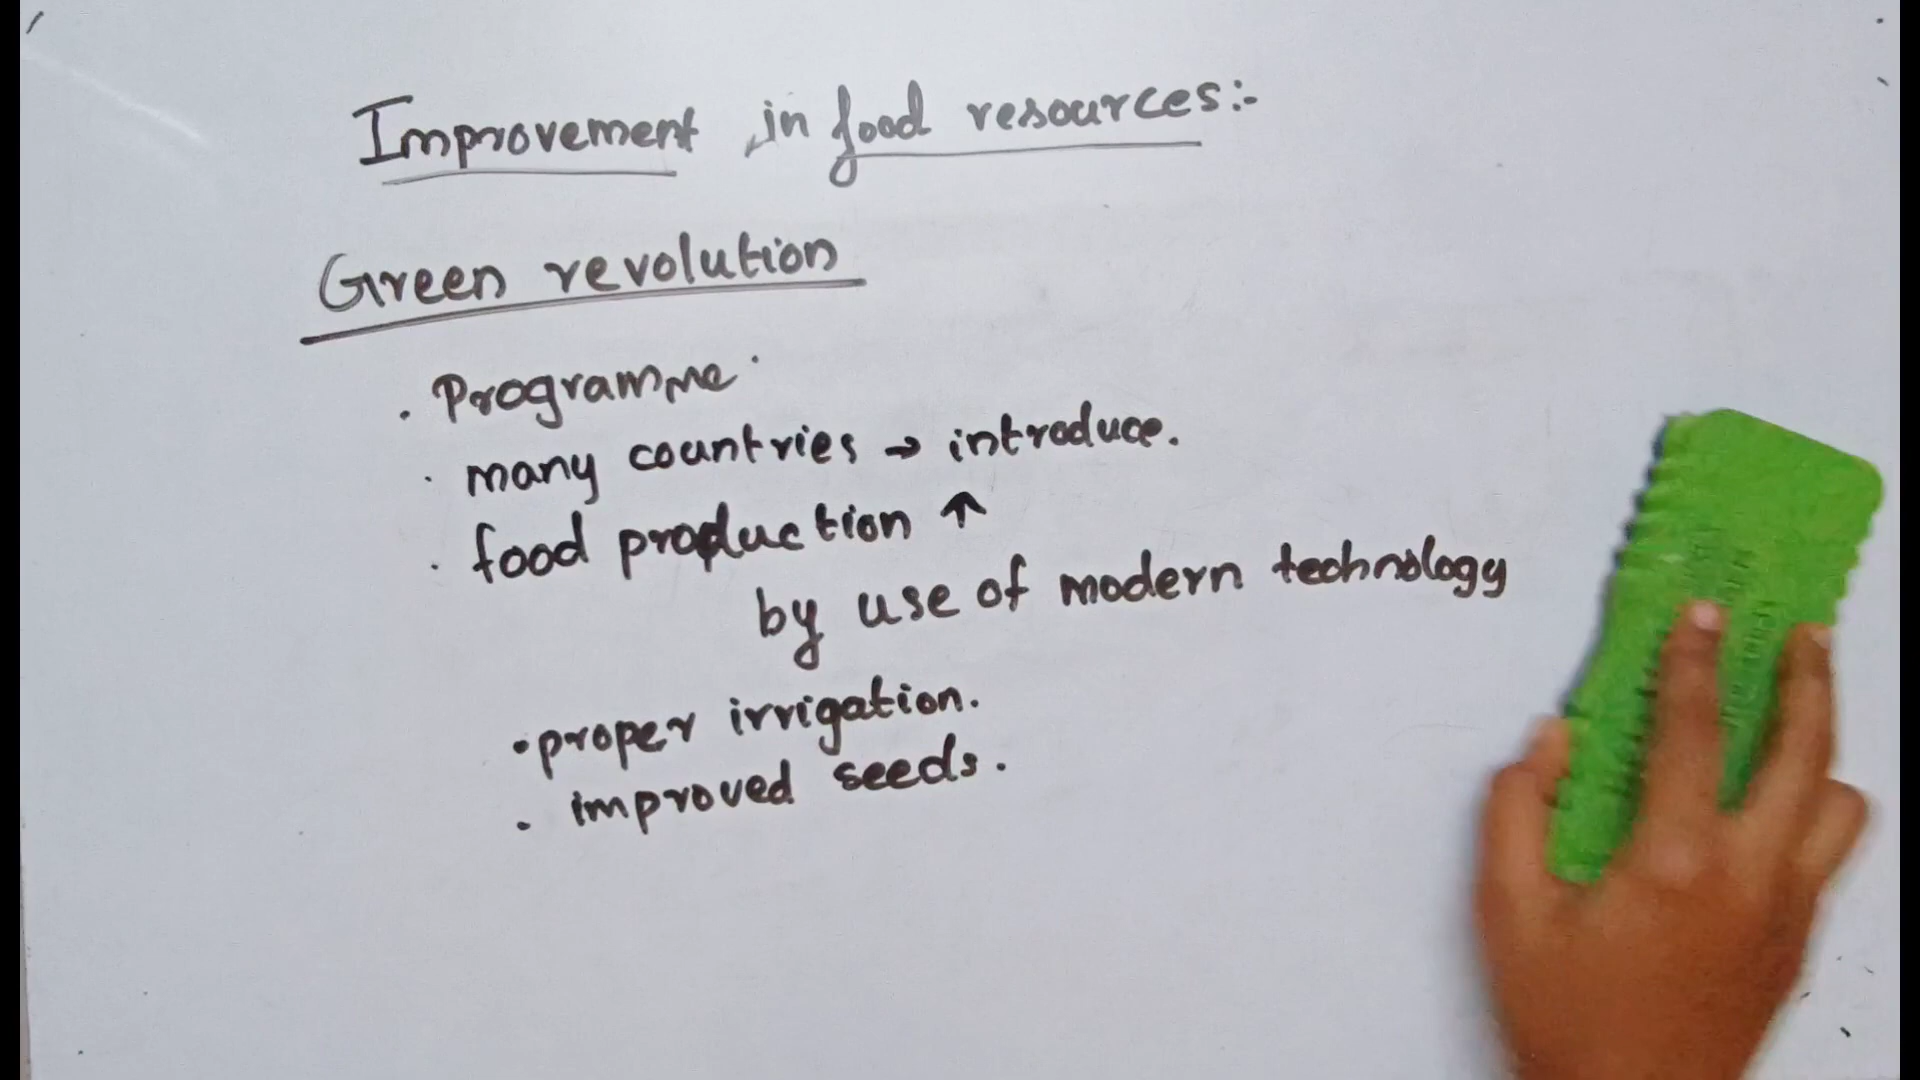 Improvement in food resources:-
Green revolution
. Programme
. many countries → introduce.
. food production ↑
by use of modern technology
• proper irrigation.
. improved seeds.